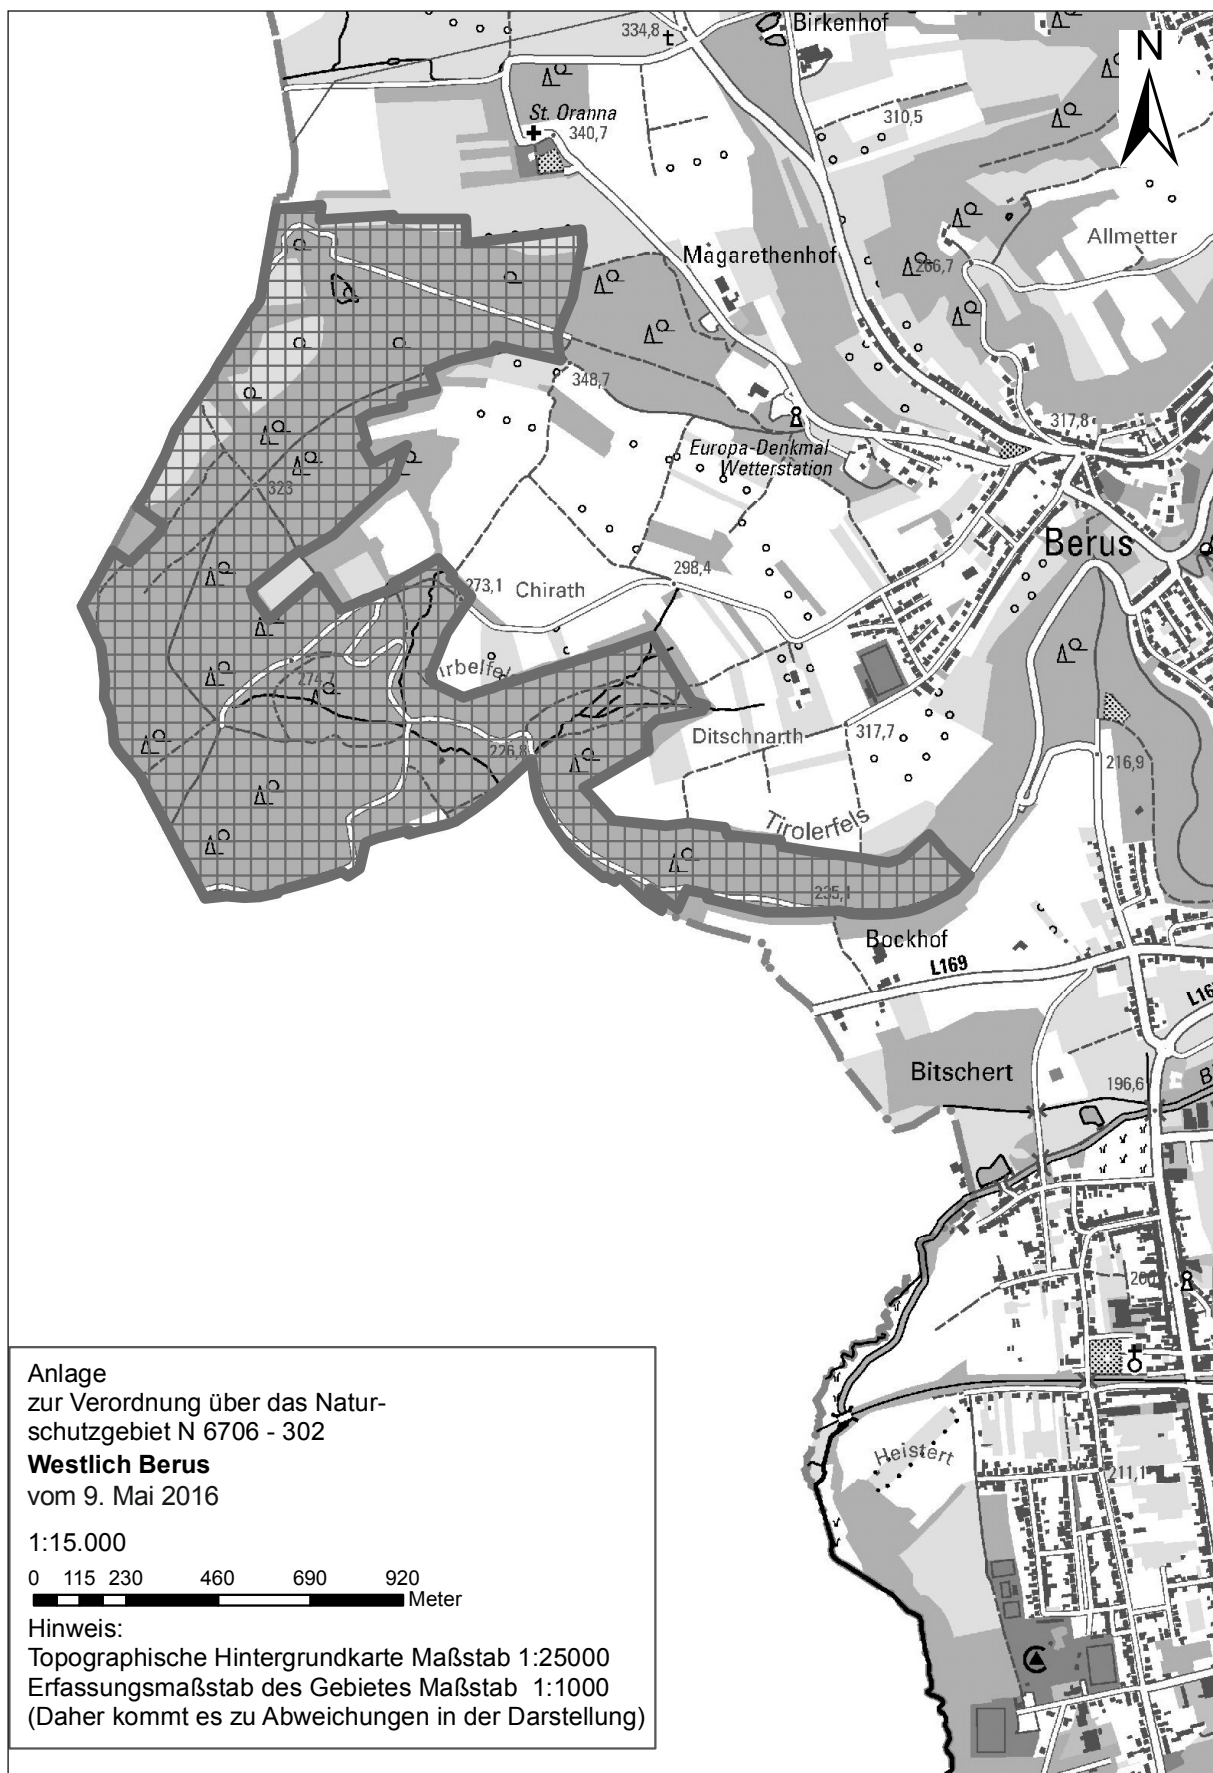 334,8
Birkenhof
N
St. Oranna
340,7
310,5
Allmetter
Magarethenhof
266,7
348,7
317,8
Europa-Denkmal
Wetterstation
323
Berus
298,4
273,1
Chirath
274,7
226,8
Ditschnarth
317,7
216,9
Tirolerfels
235,1
Bockhof
L169
Bitschert
196,6
Heistert
211,1
Anlage
zur Verordnung über das Natur-
schutzgebiet N 6706 - 302
Westlich Berus
vom 9. Mai 2016
1:15.000
0 115 230 460 690 920
Meter
Hinweis:
Topographische Hintergrundkarte Maßstab 1:25000
Erfassungsmaßstab des Gebietes Maßstab 1:1000
(Daher kommt es zu Abweichungen in der Darstellung)